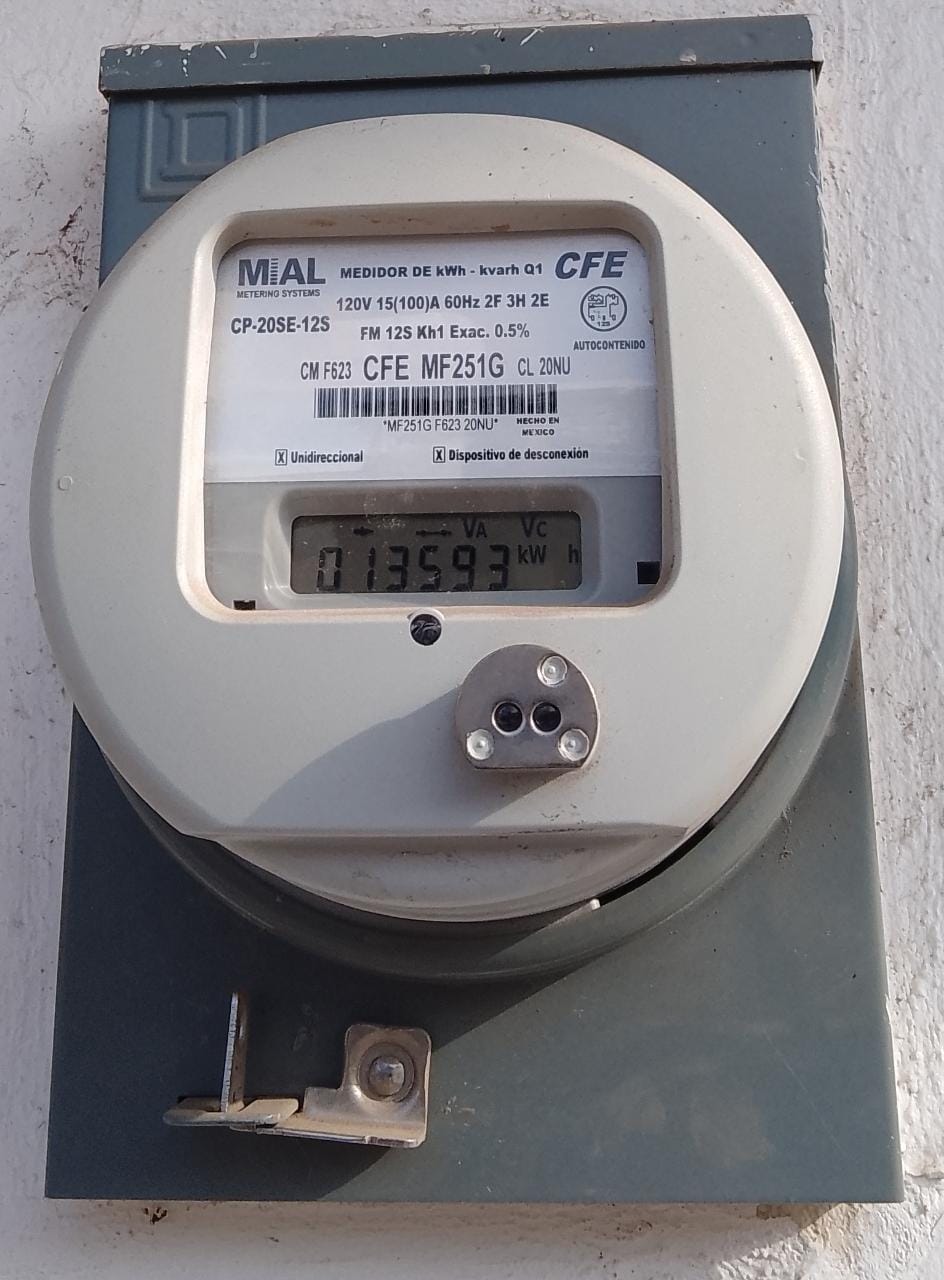 MIAL
METERING SYSTEMS
MEDIDOR DE kWh - kvarh Q1
CFE
120V 15(100)A 60Hz 2F 3H 2E
CP-20SE-12S
FM 12S Kh1 Exac. 0.5%
12S
AUTOCONTENIDO
CM F623 CFE MF251G CL 20NU
*MF251G F623 20NU*
HECHO EN
MEXICO
X Unidireccional
X Dispositivo de desconexión
VA VC
013593 kW h